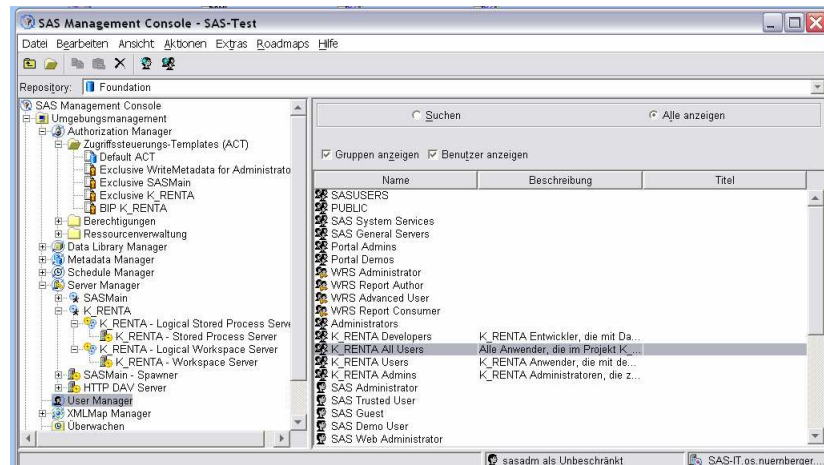 SAS Management Console - SAS-Test
Datei Bearbeiten Ansicht Aktionen Extras Roadmaps Hilfe
Repository: Foundation
SAS Management Console
Umgebungsmanagement
Authorization Manager
Zugriffssteuerungs-Templates (ACT)
Default ACT
Exclusive WriteMetadata for Administrato
Exclusive SASMain
Exclusive K_RENTA
BIP K_RENTA
Berechtigungen
Ressourcenverwaltung
Data Library Manager
Metadata Manager
Schedule Manager
Server Manager
SASMain
K_RENTA
K_RENTA - Logical Stored Process Serve
K_RENTA - Stored Process Server
K_RENTA - Logical Workspace Server
K_RENTA - Workspace Server
SASMain - Spawner
HTTP DAV Server
User Manager
XMLMap Manager
Überwachen
Suchen Alle anzeigen
Gruppen anzeigen Benutzer anzeigen
Name Beschreibung Titel
SASUSERS
PUBLIC
SAS System Services
SAS General Servers
Portal Admins
Portal Demos
WRS Administrator
WRS Report Author
WRS Advanced User
WRS Report Consumer
Administrators
K_RENTA Developers K_RENTA Entwickler, die mit Da...
K_RENTA All Users Alle Anwender, die im Projekt K_...
K_RENTA Users K_RENTA Anwender, die mit de...
K_RENTA Admins K_RENTA Administratoren, die z...
SAS Administrator
SAS Trusted User
SAS Guest
SAS Demo User
SAS Web Administrator
sasadm als Unbeschränkt SAS-IT.os.nuernberger...